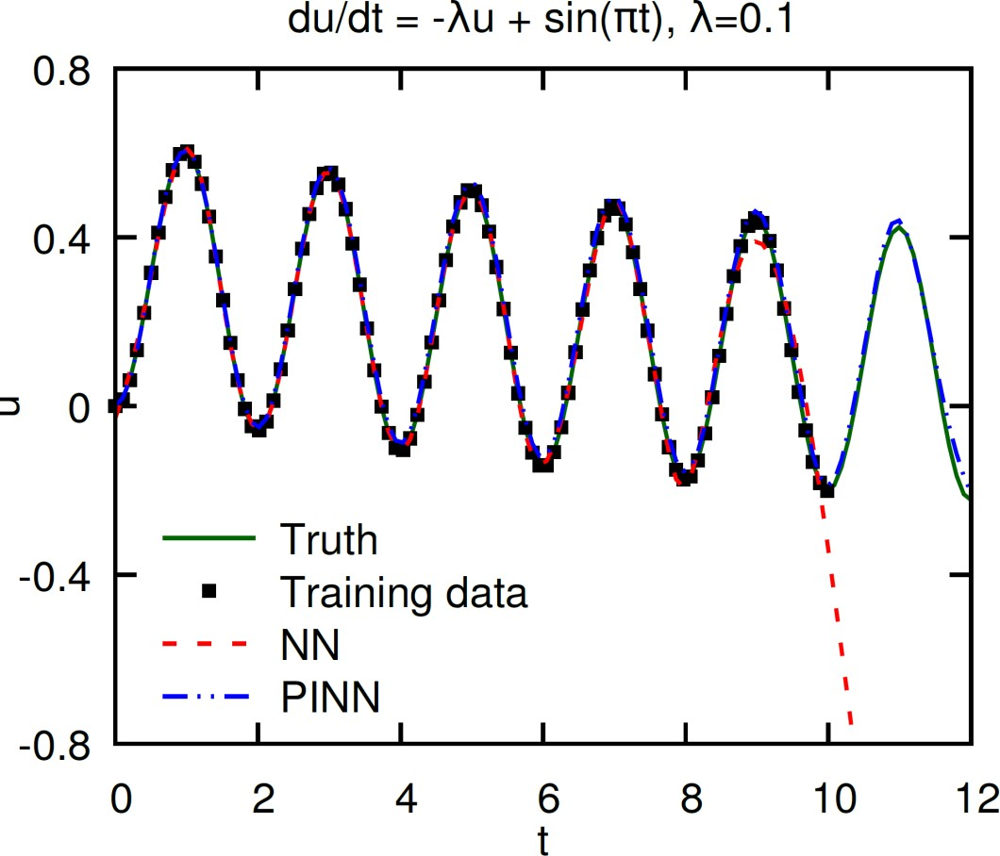 du/dt = -λu + sin(πt), λ=0.1
0.8
0.4
0
-0.4
-0.8
u
Truth
Training data
NN
PINN
0 2 4 6 8 10 12
t